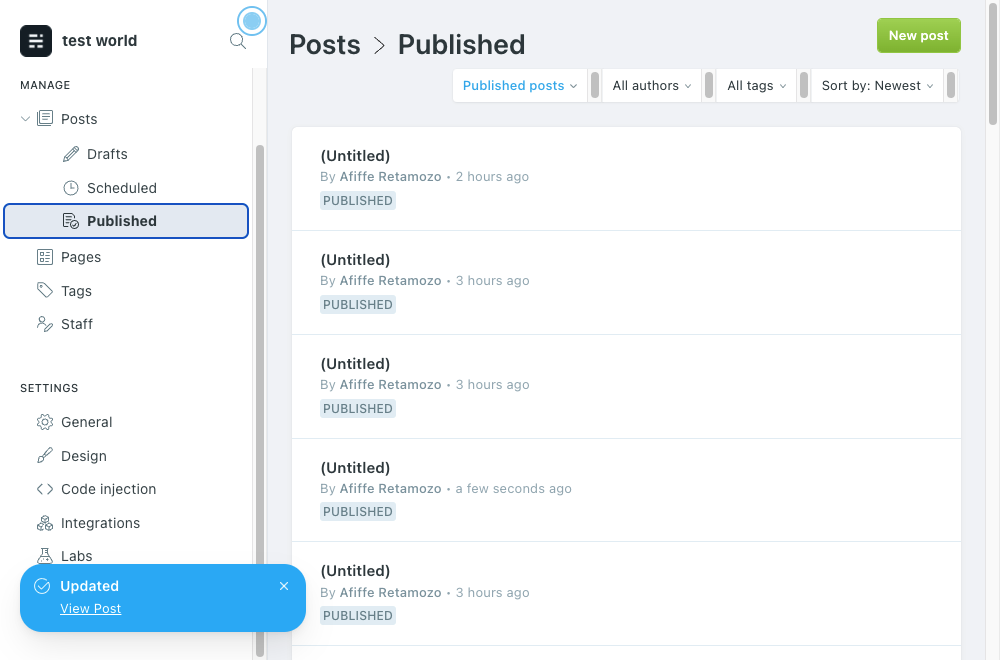 test world
MANAGE
Posts
Drafts
Scheduled
Published
Pages
Tags
Staff
SETTINGS
General
Design
Code injection
Integrations
Labs
Updated
View Post
Posts > Published
New post
Published posts
All authors
All tags
Sort by: Newest
(Untitled)
By Afiffe Retamozo • 2 hours ago
PUBLISHED
(Untitled)
By Afiffe Retamozo • 3 hours ago
PUBLISHED
(Untitled)
By Afiffe Retamozo • 3 hours ago
PUBLISHED
(Untitled)
By Afiffe Retamozo • a few seconds ago
PUBLISHED
(Untitled)
By Afiffe Retamozo • 3 hours ago
PUBLISHED